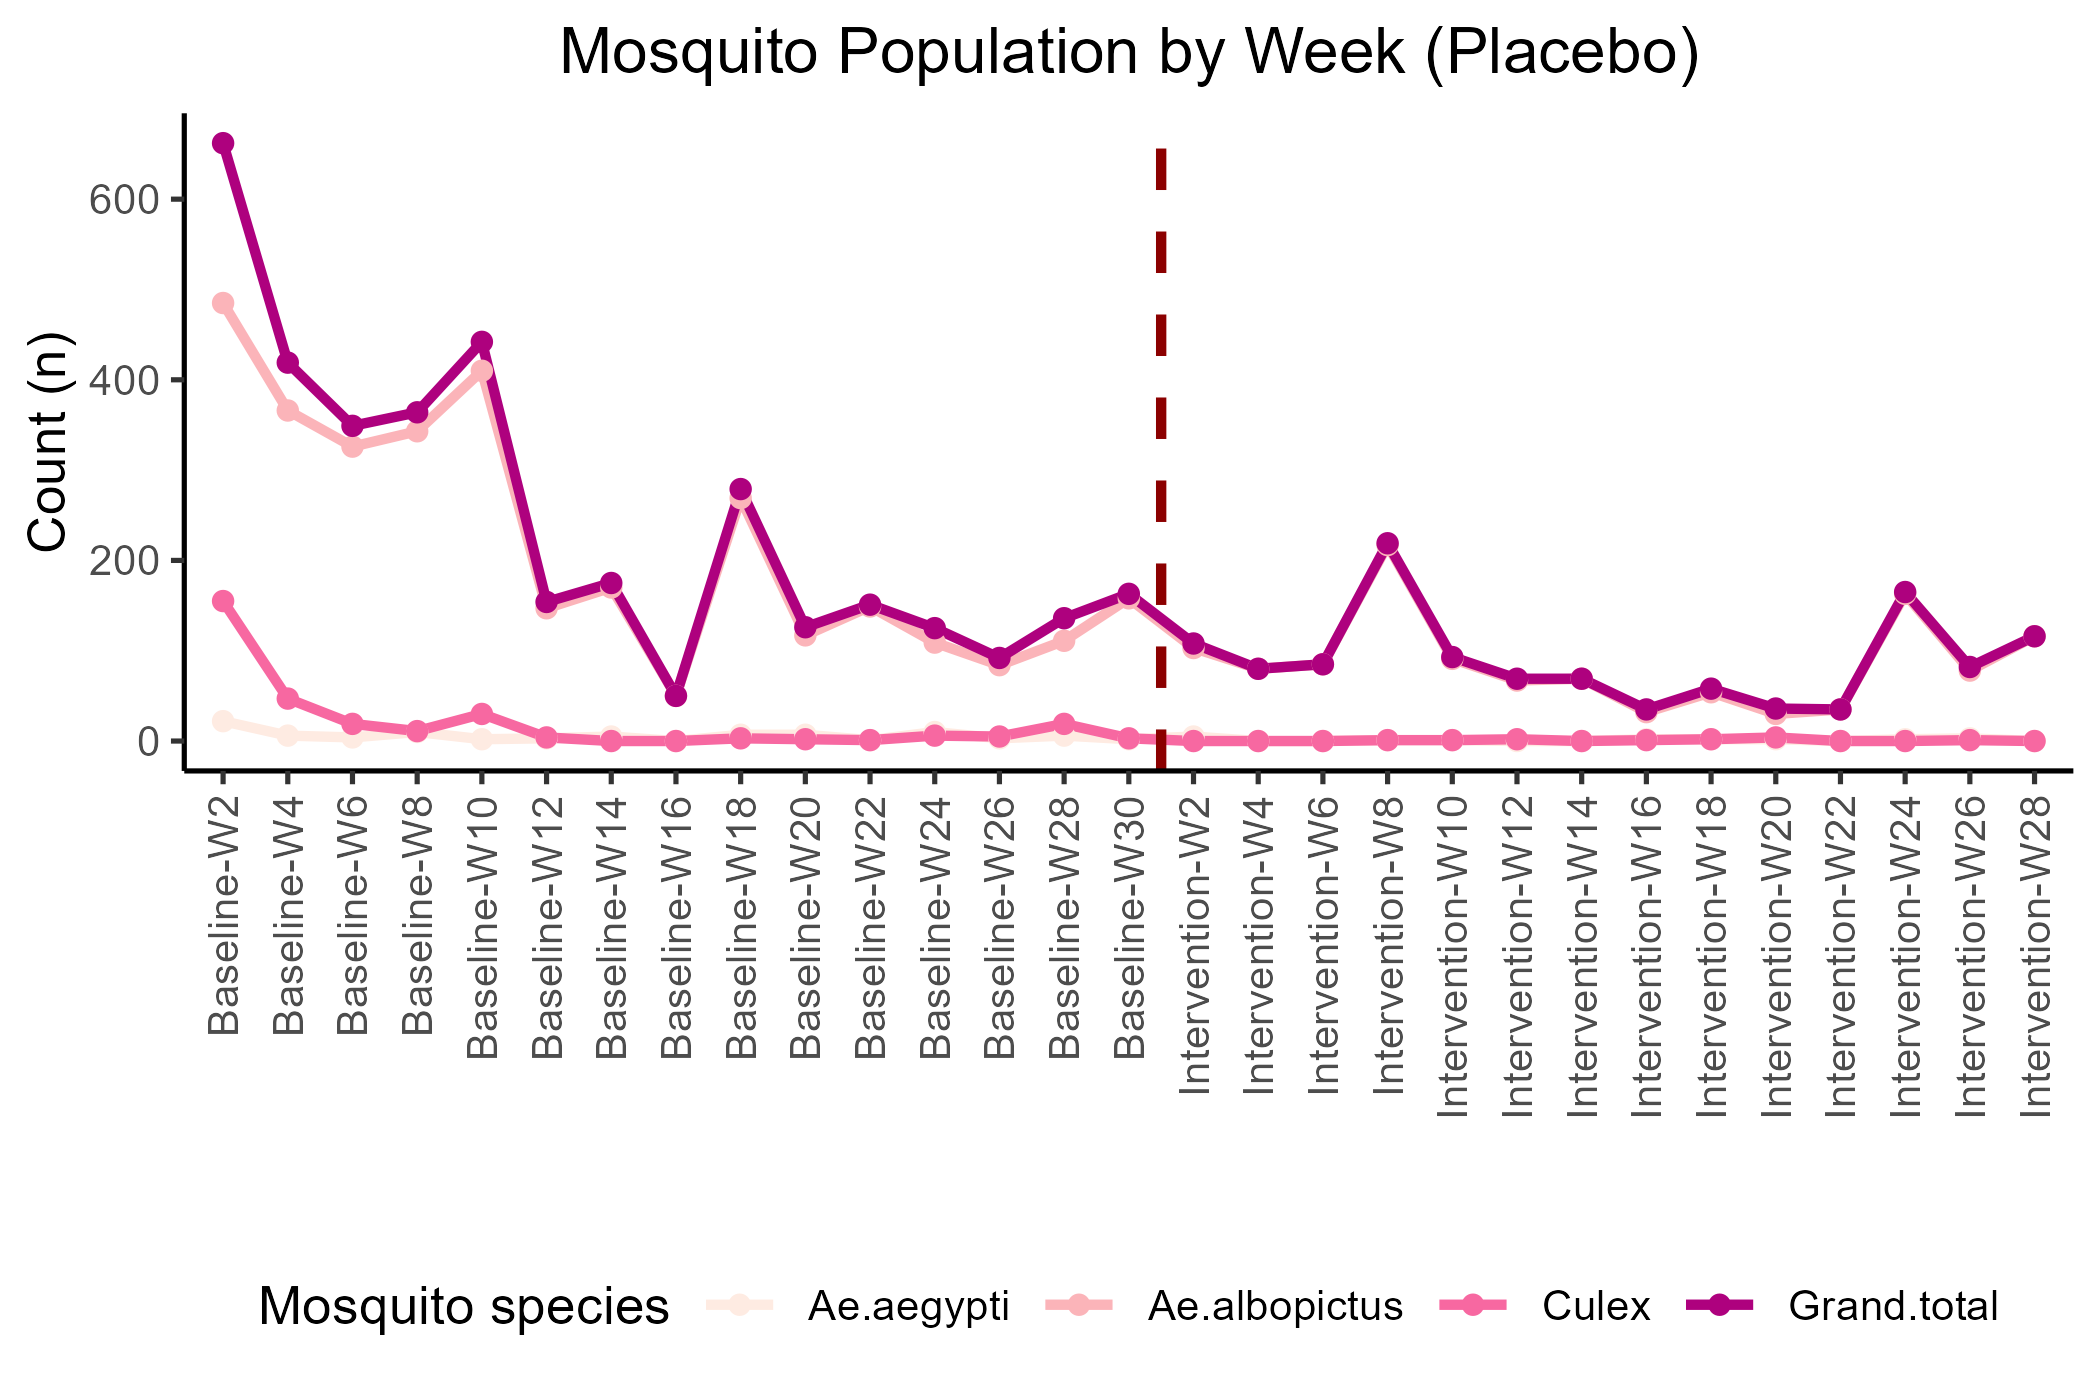 Mosquito Population by Week (Placebo)
Count (n)
600
400
200
0
Baseline-W2
Baseline-W4
Baseline-W6
Baseline-W8
Baseline-W10
Baseline-W12
Baseline-W14
Baseline-W16
Baseline-W18
Baseline-W20
Baseline-W22
Baseline-W24
Baseline-W26
Baseline-W28
Baseline-W30
Intervention-W2
Intervention-W4
Intervention-W6
Intervention-W8
Intervention-W10
Intervention-W12
Intervention-W14
Intervention-W16
Intervention-W18
Intervention-W20
Intervention-W22
Intervention-W24
Intervention-W26
Intervention-W28
Mosquito species Ae.aegypti Ae.albopictus Culex Grand.total